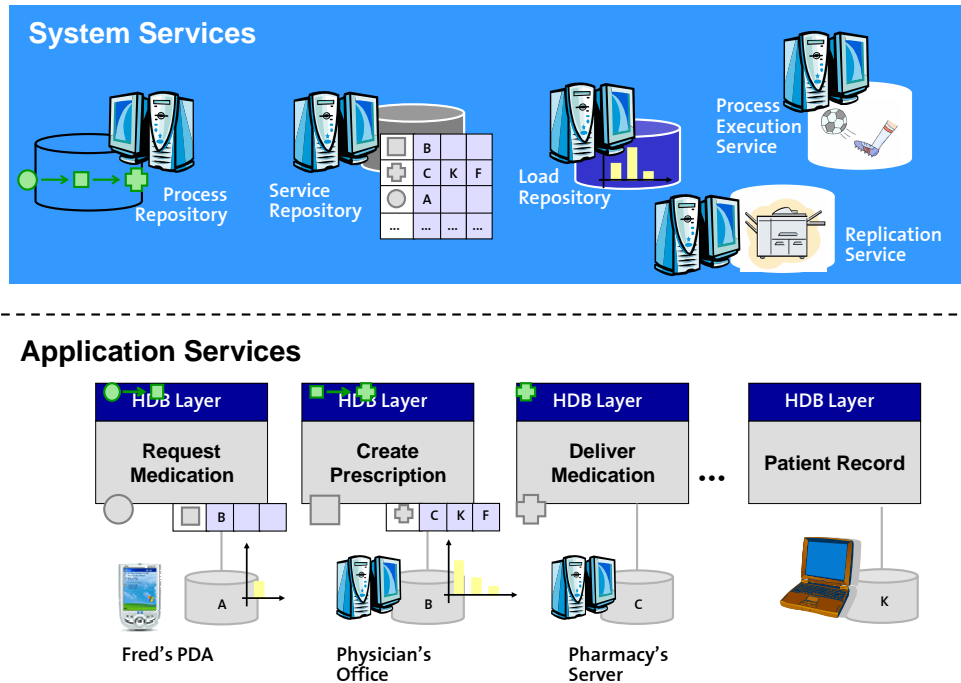 System Services
Process
Repository
Service
Repository
B
C K F
A
... ... ... ...
Load
Repository
Process
Execution
Service
Replication
Service
Application Services
HDB Layer
Request
Medication
B
A
Fred's PDA
HDB Layer
Create
Prescription
C K F
B
Physician's
Office
HDB Layer
Deliver
Medication
C
Pharmacy's
Server
...
HDB Layer
Patient Record
K